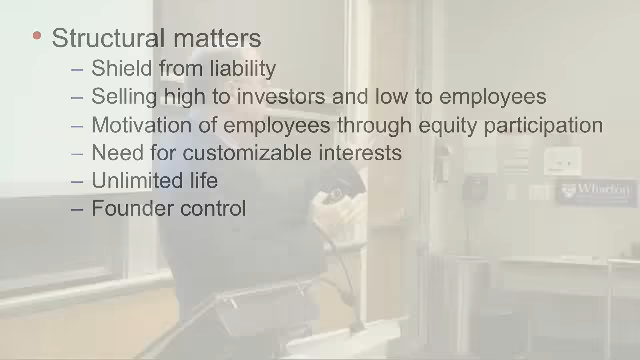 • Structural matters
– Shield from liability
– Selling high to investors and low to employees
– Motivation of employees through equity participation
– Need for customizable interests
– Unlimited life
– Founder control
Wharton